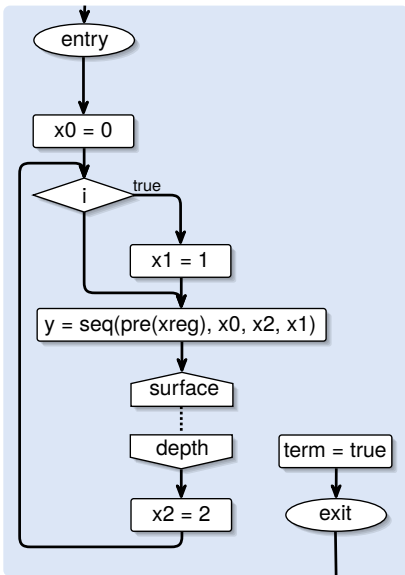 entry
x0 = 0
i
true
x1 = 1
y = seq(pre(xreg), x0, x2, x1)
surface
depth
term = true
x2 = 2
exit